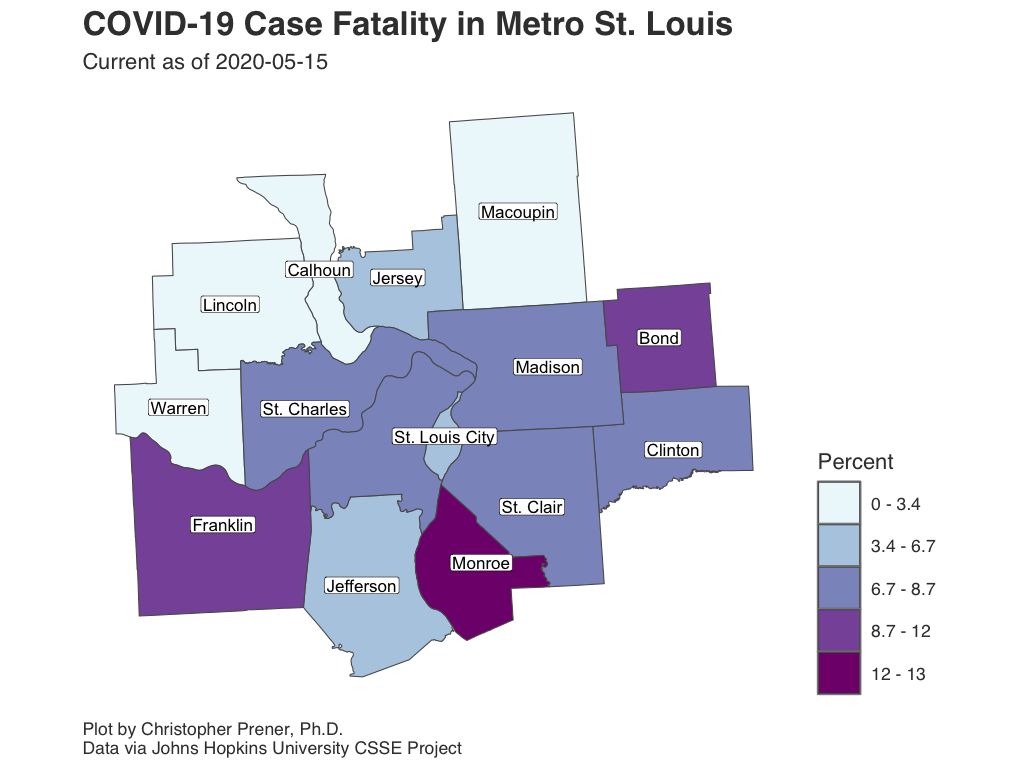 COVID-19 Case Fatality in Metro St. Louis
Current as of 2020-05-15
Macoupin
Calhoun
Jersey
Lincoln
Bond
Madison
Warren
St. Charles
St. Louis City
Clinton
St. Clair
Franklin
Monroe
Jefferson
Percent
0 - 3.4
3.4 - 6.7
6.7 - 8.7
8.7 - 12
12 - 13
Plot by Christopher Prener, Ph.D.
Data via Johns Hopkins University CSSE Project